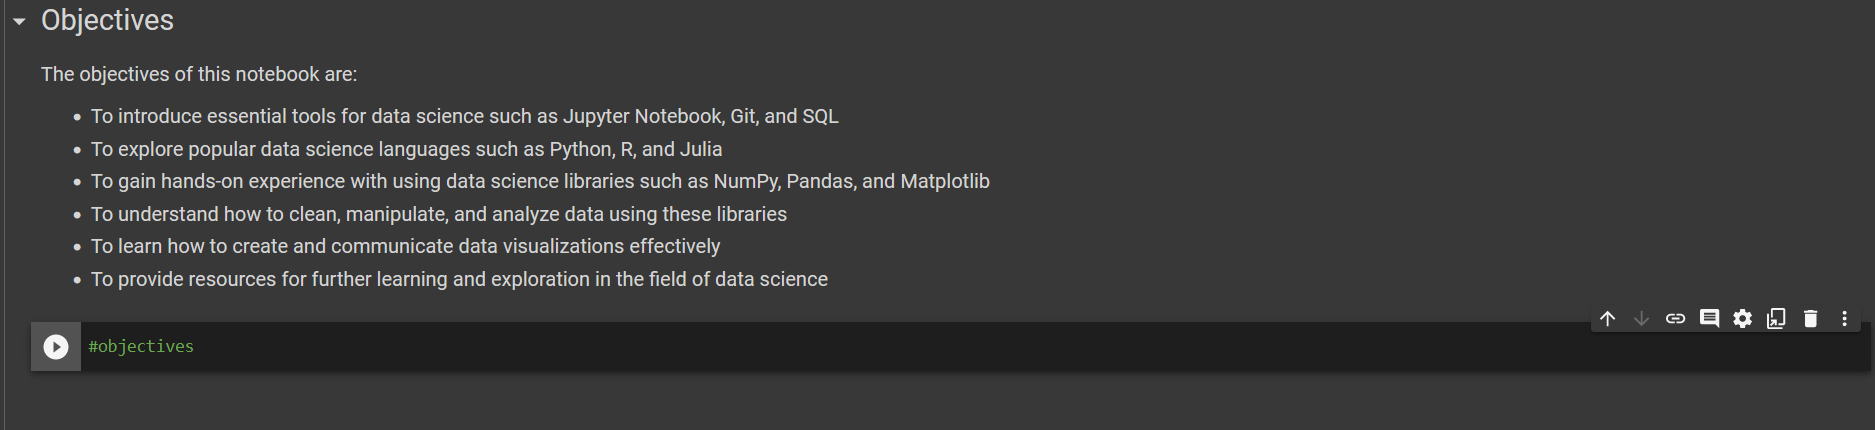 Objectives
The objectives of this notebook are:
To introduce essential tools for data science such as Jupyter Notebook, Git, and SQL
To explore popular data science languages such as Python, R, and Julia
To gain hands-on experience with using data science libraries such as NumPy, Pandas, and Matplotlib
To understand how to clean, manipulate, and analyze data using these libraries
To learn how to create and communicate data visualizations effectively
To provide resources for further learning and exploration in the field of data science
#objectives